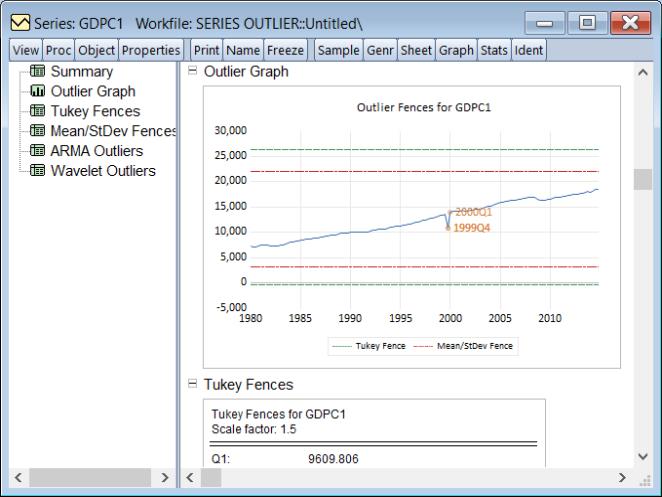 Series: GDPC1 Workfile: SERIES OUTLIER::Untitled\
View Proc Object Properties Print Name Freeze Sample Genr Sheet Graph Stats Ident
Summary
Outlier Graph
Tukey Fences
Mean/StDev Fences
ARMA Outliers
Wavelet Outliers
Outlier Graph
Outlier Fences for GDPC1
30,000
25,000
20,000
15,000
10,000
5,000
0
-5,000
2000Q1
1999Q4
1980 1985 1990 1995 2000 2005 2010
Tukey Fence Mean/StDev Fence
Tukey Fences
Tukey Fences for GDPC1
Scale factor: 1.5
Q1: 9609.806